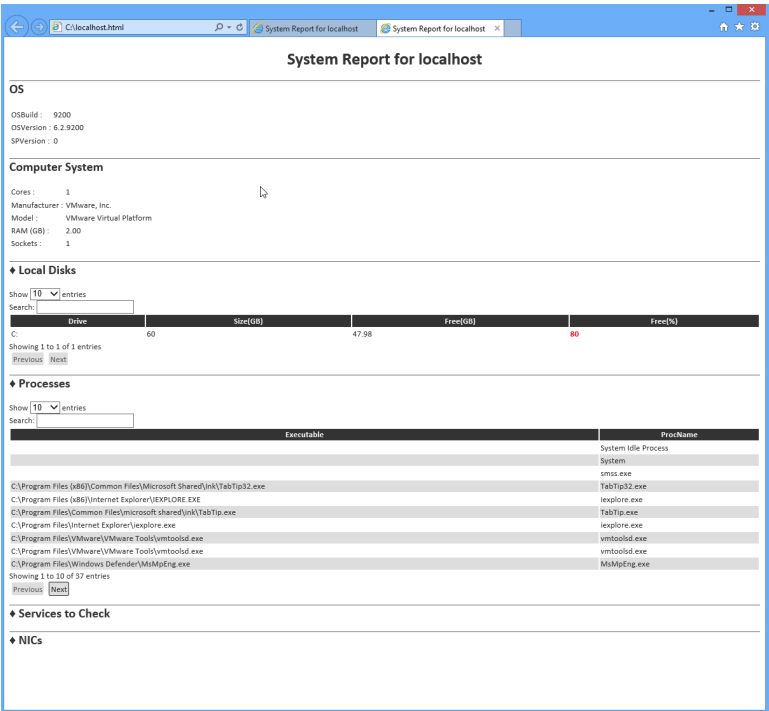 C:\localhost.html
System Report for localhost
System Report for localhost
System Report for localhost
OS
OSBuild : 9200
OSVersion : 6.2.9200
SPVersion : 0
Computer System
Cores : 1
Manufacturer : VMware, Inc.
Model : VMware Virtual Platform
RAM (GB) : 2.00
Sockets : 1
♦ Local Disks
Show 10 entries
Search:
Drive Size(GB) Free(GB) Free(%)
C: 60 47.98 80
Showing 1 to 1 of 1 entries
Previous Next
♦ Processes
Show 10 entries
Search:
Executable ProcName
System Idle Process
System
smss.exe
C:\Program Files (x86)\Common Files\Microsoft Shared\Ink\TabTip32.exe TabTip32.exe
C:\Program Files (x86)\Internet Explorer\IEXPLORE.EXE iexplore.exe
C:\Program Files\Common Files\microsoft shared\ink\TabTip.exe TabTip.exe
C:\Program Files\Internet Explorer\iexplore.exe iexplore.exe
C:\Program Files\VMware\VMware Tools\vmtoolsd.exe vmtoolsd.exe
C:\Program Files\VMware\VMware Tools\vmtoolsd.exe vmtoolsd.exe
C:\Program Files\Windows Defender\MsMpEng.exe MsMpEng.exe
Showing 1 to 10 of 37 entries
Previous Next
♦ Services to Check
♦ NICs